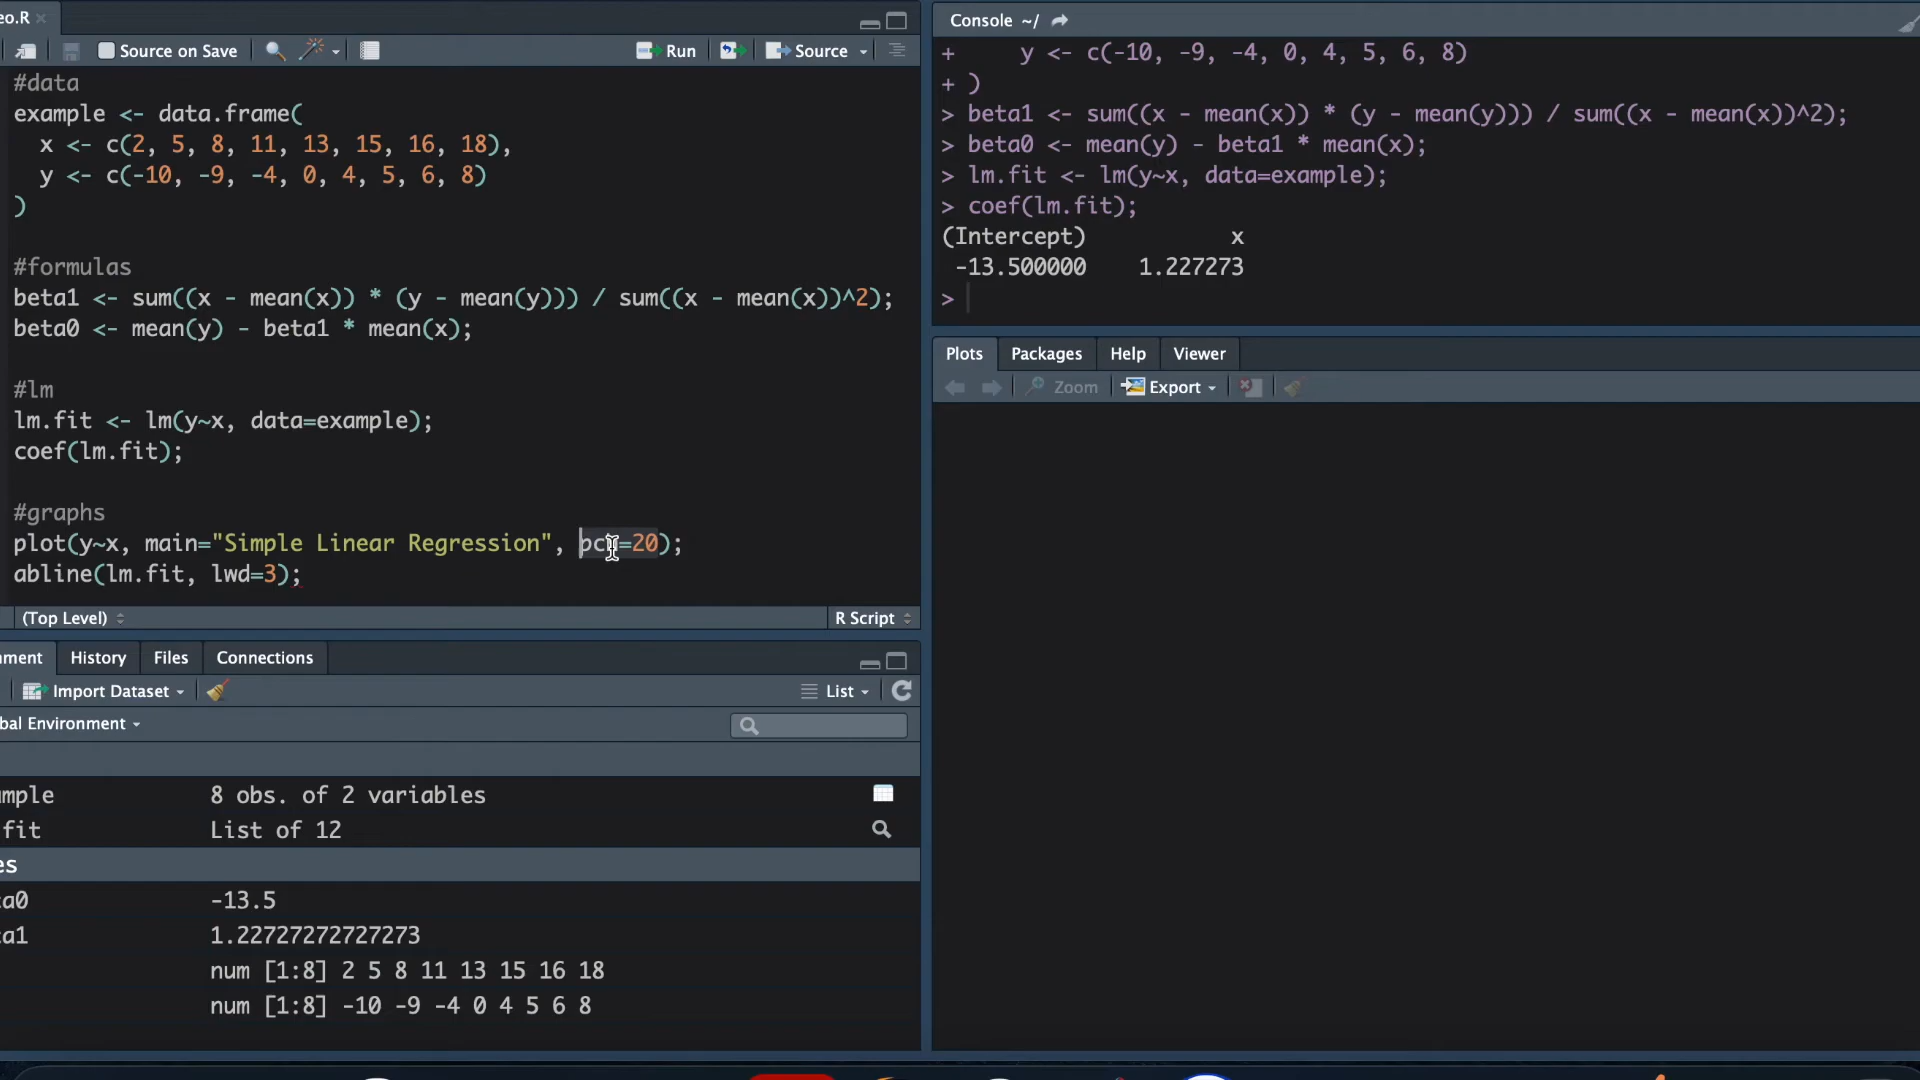 eo.R
Source on Save
Run
Source
#data
example <- data.frame(
x <- c(2, 5, 8, 11, 13, 15, 16, 18),
y <- c(-10, -9, -4, 0, 4, 5, 6, 8)
)
#formulas
beta1 <- sum((x - mean(x)) * (y - mean(y))) / sum((x - mean(x))^2);
beta0 <- mean(y) - beta1 * mean(x);
#lm
lm.fit <- lm(y~x, data=example);
coef(lm.fit);
#graphs
plot(y~x, main="Simple Linear Regression", pch=20);
abline(lm.fit, lwd=3);
(Top Level)
R Script
nment
History
Files
Connections
Import Dataset
List
bal Environment
mple 8 obs. of 2 variables
fit List of 12
es
ta0 -13.5
ta1 1.22727272727273
num [1:8] 2 5 8 11 13 15 16 18
num [1:8] -10 -9 -4 0 4 5 6 8
Console ~/
+ y <- c(-10, -9, -4, 0, 4, 5, 6, 8)
+ )
> beta1 <- sum((x - mean(x)) * (y - mean(y))) / sum((x - mean(x))^2);
> beta0 <- mean(y) - beta1 * mean(x);
> lm.fit <- lm(y~x, data=example);
> coef(lm.fit);
(Intercept) x
-13.500000 1.227273
>
Plots
Packages
Help
Viewer
Zoom
Export